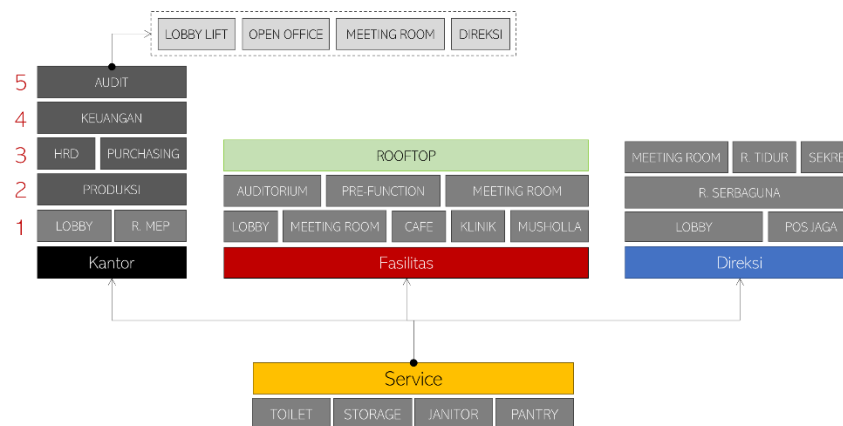 LOBBY LIFT OPEN OFFICE MEETING ROOM DIREKSI
5 AUDIT
4 KEUANGAN
3 HRD PURCHASING
ROOFTOP
MEETING ROOM R. TIDUR SEKRE
2 PRODUKSI
AUDITORIUM PRE-FUNCTION MEETING ROOM
R. SERBAGUNA
1 LOBBY R. MEP
LOBBY MEETING ROOM CAFE KLINIK MUSHOLLA
LOBBY POS JAGA
Kantor Fasilitas Direksi
Service
TOILET STORAGE JANITOR PANTRY